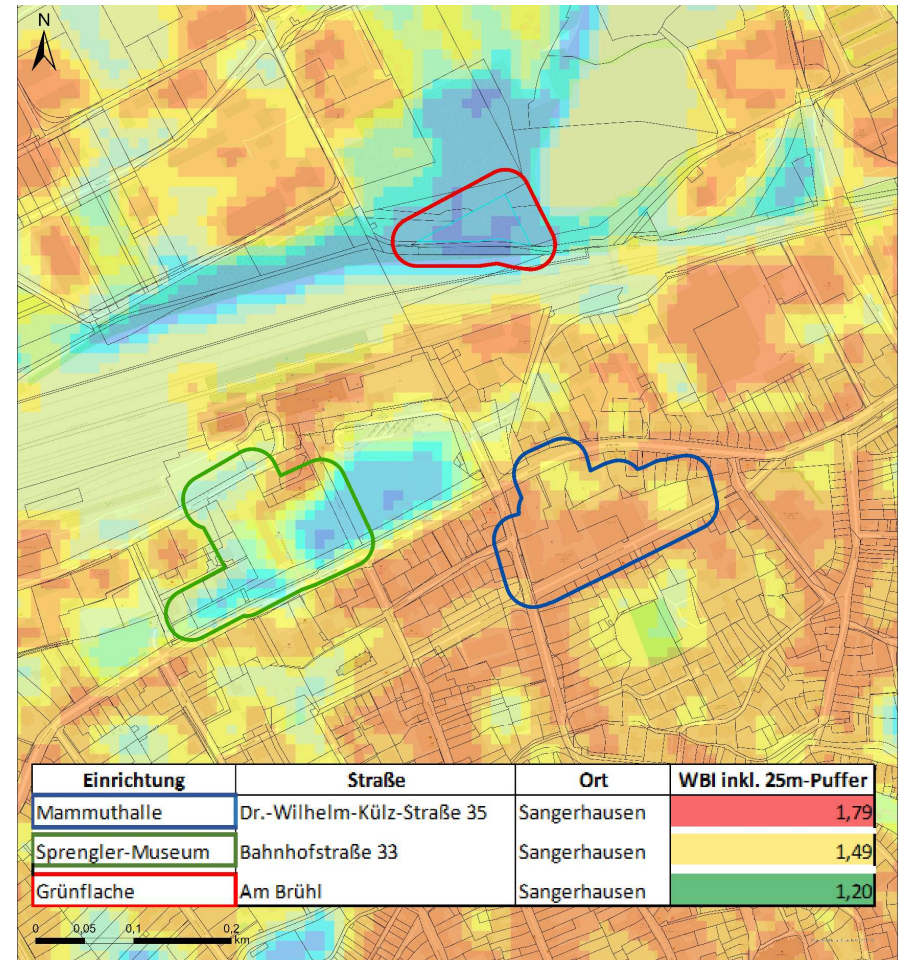 N
Einrichtung Straße Ort WBI inkl. 25m-Puffer
Mammuthalle Dr.-Wilhelm-Külz-Straße 35 Sangerhausen 1,79
Sprengler-Museum Bahnhofstraße 33 Sangerhausen 1,49
Grünflache Am Brühl Sangerhausen 1,20
0 0,05 0,1 0,2
km